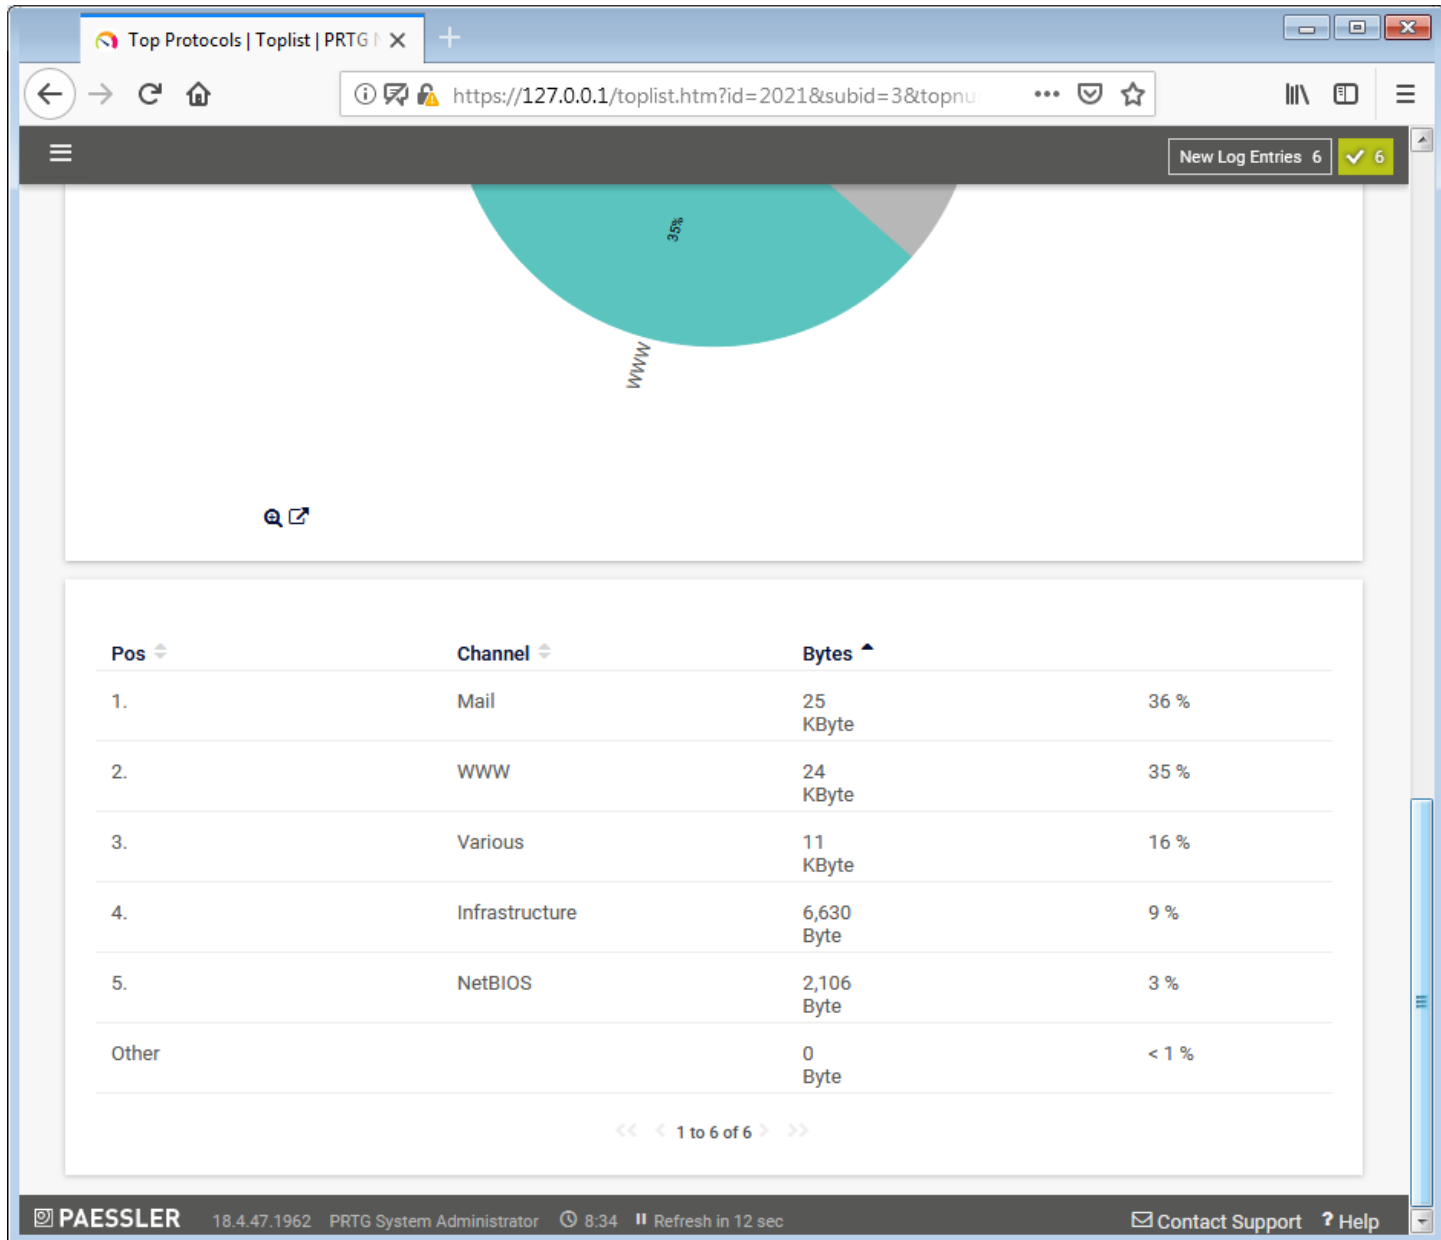 Top Protocols | Toplist | PRTG
https://127.0.0.1/toplist.htm?id=2021&subid=3&topnu
New Log Entries 6
6
35%
WWW
Pos Channel Bytes
1. Mail 25 KByte 36 %
2. WWW 24 KByte 35 %
3. Various 11 KByte 16 %
4. Infrastructure 6,630 Byte 9 %
5. NetBIOS 2,106 Byte 3 %
Other 0 Byte < 1 %
<< < 1 to 6 of 6 > >>
PAESSLER 18.4.47.1962 PRTG System Administrator 8:34 Refresh in 12 sec Contact Support ? Help